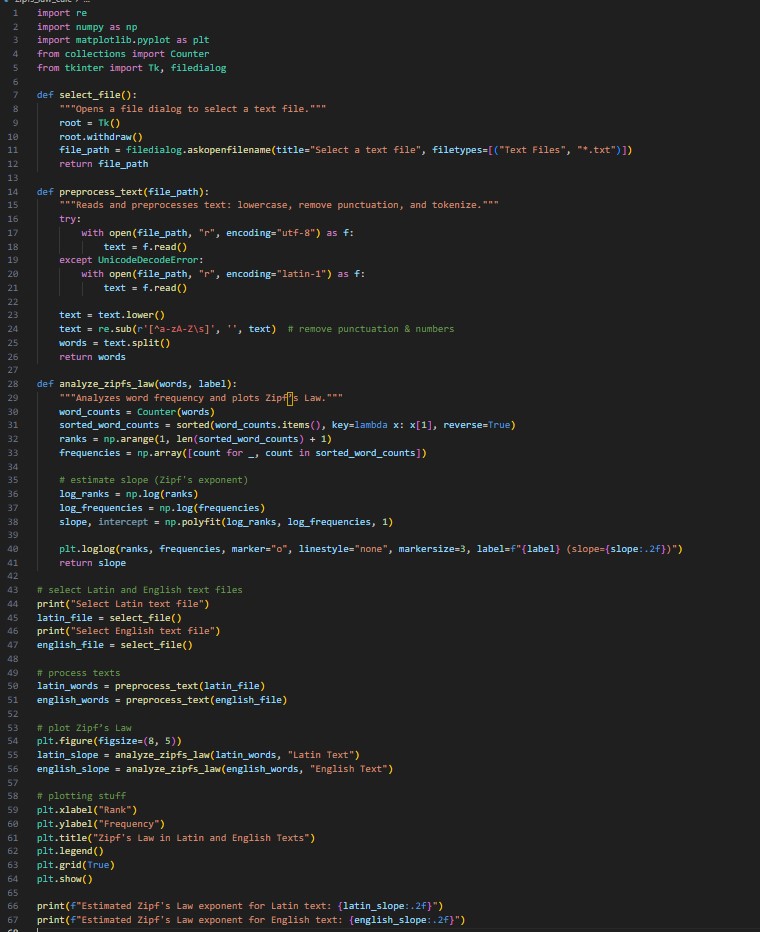 1 import re
2 import numpy as np
3 import matplotlib.pyplot as plt
4 from collections import Counter
5 from tkinter import Tk, filedialog
6
7 def select_file():
8     """Opens a file dialog to select a text file."""
9     root = Tk()
10     root.withdraw()
11     file_path = filedialog.askopenfilename(title="Select a text file", filetypes=[("Text Files", "*.txt")])
12     return file_path
13
14 def preprocess_text(file_path):
15     """Reads and preprocesses text: lowercase, remove punctuation, and tokenize."""
16     try:
17         with open(file_path, "r", encoding="utf-8") as f:
18             text = f.read()
19     except UnicodeDecodeError:
20         with open(file_path, "r", encoding="latin-1") as f:
21             text = f.read()
22
23     text = text.lower()
24     text = re.sub(r'[^a-zA-Z\s]', '', text)  # remove punctuation & numbers
25     words = text.split()
26     return words
27
28 def analyze_zipfs_law(words, label):
29     """Analyzes word frequency and plots Zipf’s Law."""
30     word_counts = Counter(words)
31     sorted_word_counts = sorted(word_counts.items(), key=lambda x: x[1], reverse=True)
32     ranks = np.arange(1, len(sorted_word_counts) + 1)
33     frequencies = np.array([count for _, count in sorted_word_counts])
34
35     # estimate slope (Zipf's exponent)
36     log_ranks = np.log(ranks)
37     log_frequencies = np.log(frequencies)
38     slope, intercept = np.polyfit(log_ranks, log_frequencies, 1)
39
40     plt.loglog(ranks, frequencies, marker="o", linestyle="none", markersize=3, label=f"{label} (slope={slope:.2f})")
41     return slope
42
43 # select Latin and English text files
44 print("Select Latin text file")
45 latin_file = select_file()
46 print("Select English text file")
47 english_file = select_file()
48
49 # process texts
50 latin_words = preprocess_text(latin_file)
51 english_words = preprocess_text(english_file)
52
53 # plot Zipf's Law
54 plt.figure(figsize=(8, 5))
55 latin_slope = analyze_zipfs_law(latin_words, "Latin Text")
56 english_slope = analyze_zipfs_law(english_words, "English Text")
57
58 # plotting stuff
59 plt.xlabel("Rank")
60 plt.ylabel("Frequency")
61 plt.title("Zipf's Law in Latin and English Texts")
62 plt.legend()
63 plt.grid(True)
64 plt.show()
65
66 print(f"Estimated Zipf's Law exponent for Latin text: {latin_slope:.2f}")
67 print(f"Estimated Zipf's Law exponent for English text: {english_slope:.2f}")